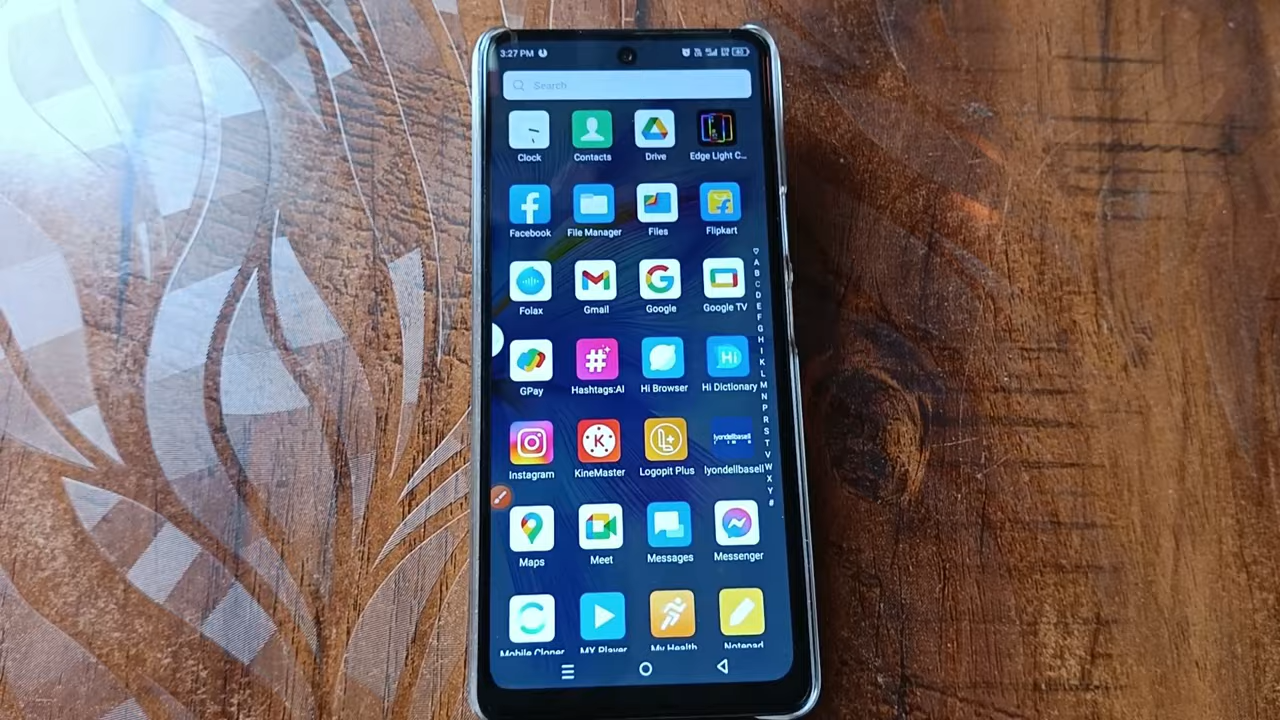 3:27 PM
Search
Clock Contacts Drive Edge Light C...
Facebook File Manager Files Flipkart
Folax Gmail Google Google TV
GPay Hashtags:AI Hi Browser Hi Dictionary
Instagram KineMaster Logopit Plus lyondellbasell
Maps Meet Messages Messenger
Mobile Cloner MX Player My Health Notepad
A
B
C
D
E
F
G
H
I
K
L
M
N
P
R
S
T
V
W
X
Y
#